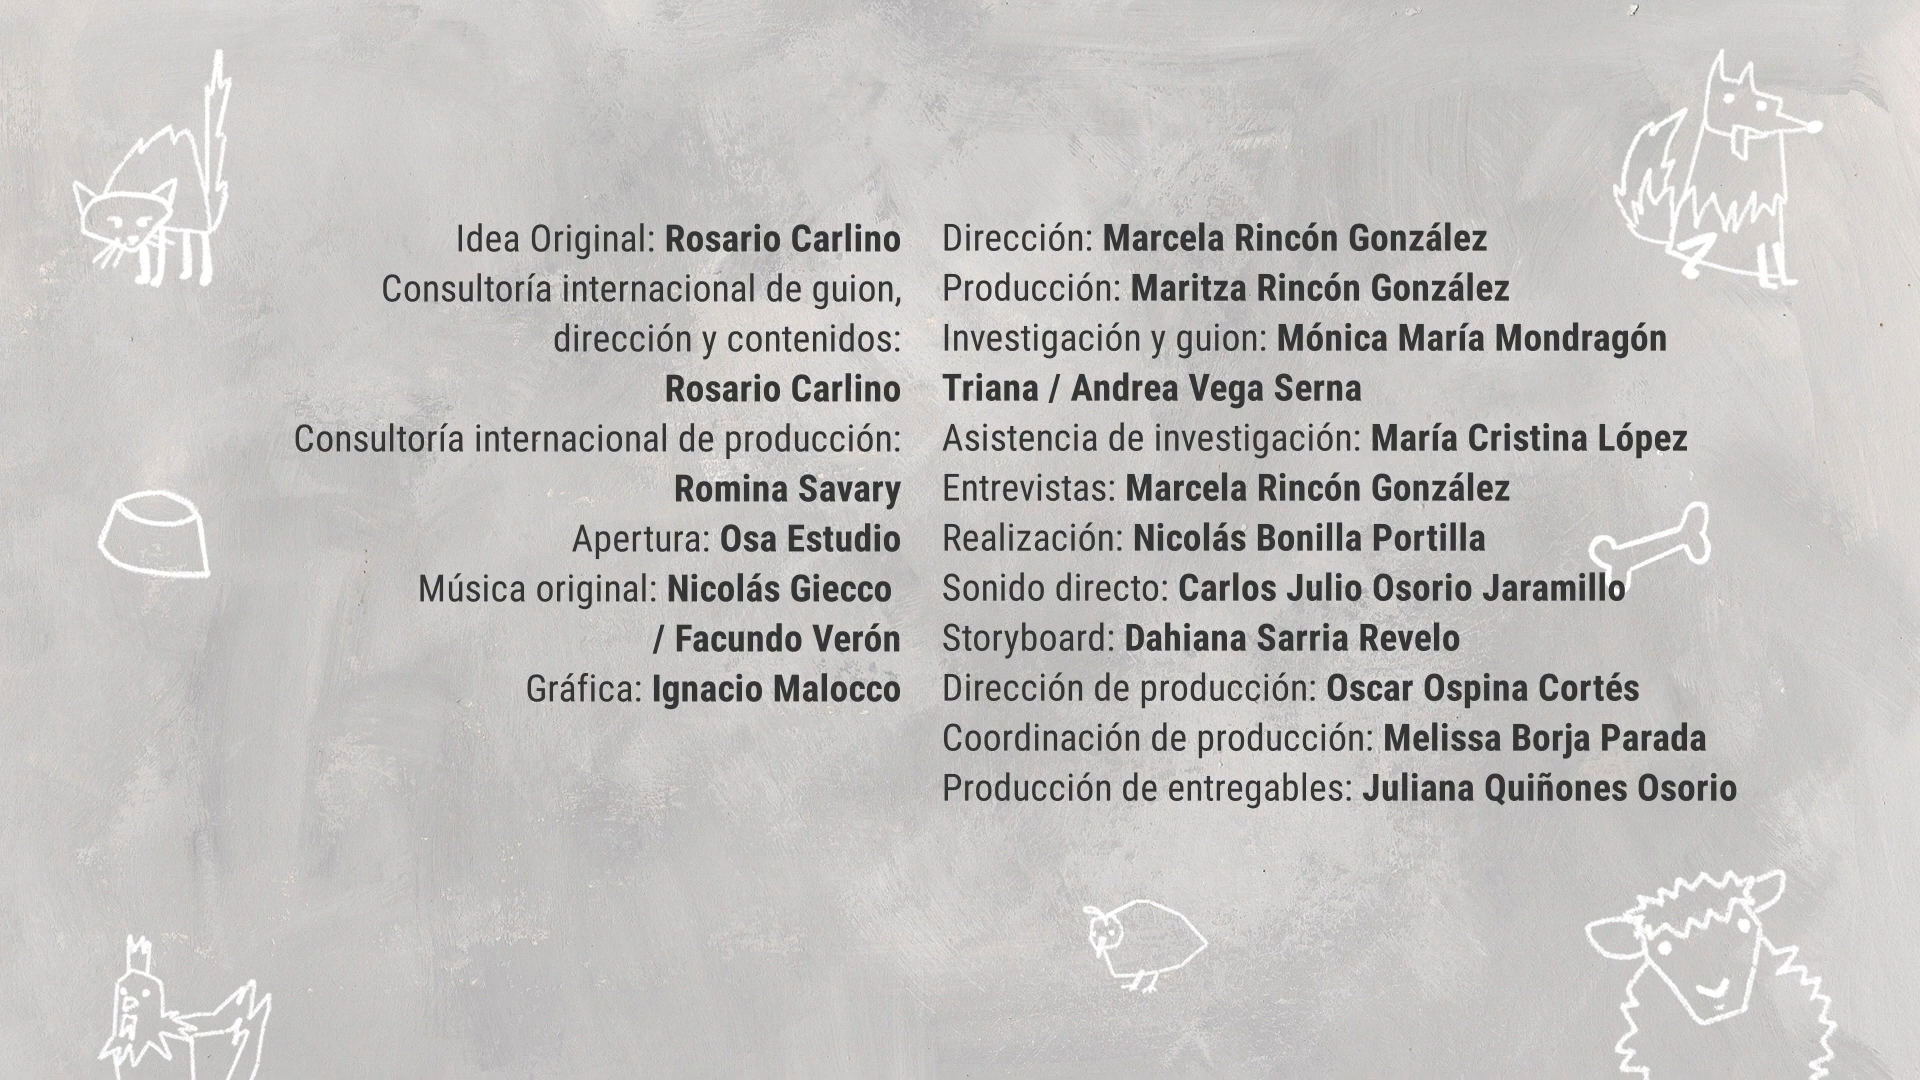 Idea Original: Rosario Carlino
Consultoría internacional de guion,
dirección y contenidos:
Rosario Carlino
Consultoría internacional de producción:
Romina Savary
Apertura: Osa Estudio
Música original: Nicolás Giecco
/ Facundo Verón
Gráfica: Ignacio Malocco
Dirección: Marcela Rincón González
Producción: Maritza Rincón González
Investigación y guion: Mónica María Mondragón
Triana / Andrea Vega Serna
Asistencia de investigación: María Cristina López
Entrevistas: Marcela Rincón González
Realización: Nicolás Bonilla Portilla
Sonido directo: Carlos Julio Osorio Jaramillo
Storyboard: Dahiana Sarria Revelo
Dirección de producción: Oscar Ospina Cortés
Coordinación de producción: Melissa Borja Parada
Producción de entregables: Juliana Quiñones Osorio